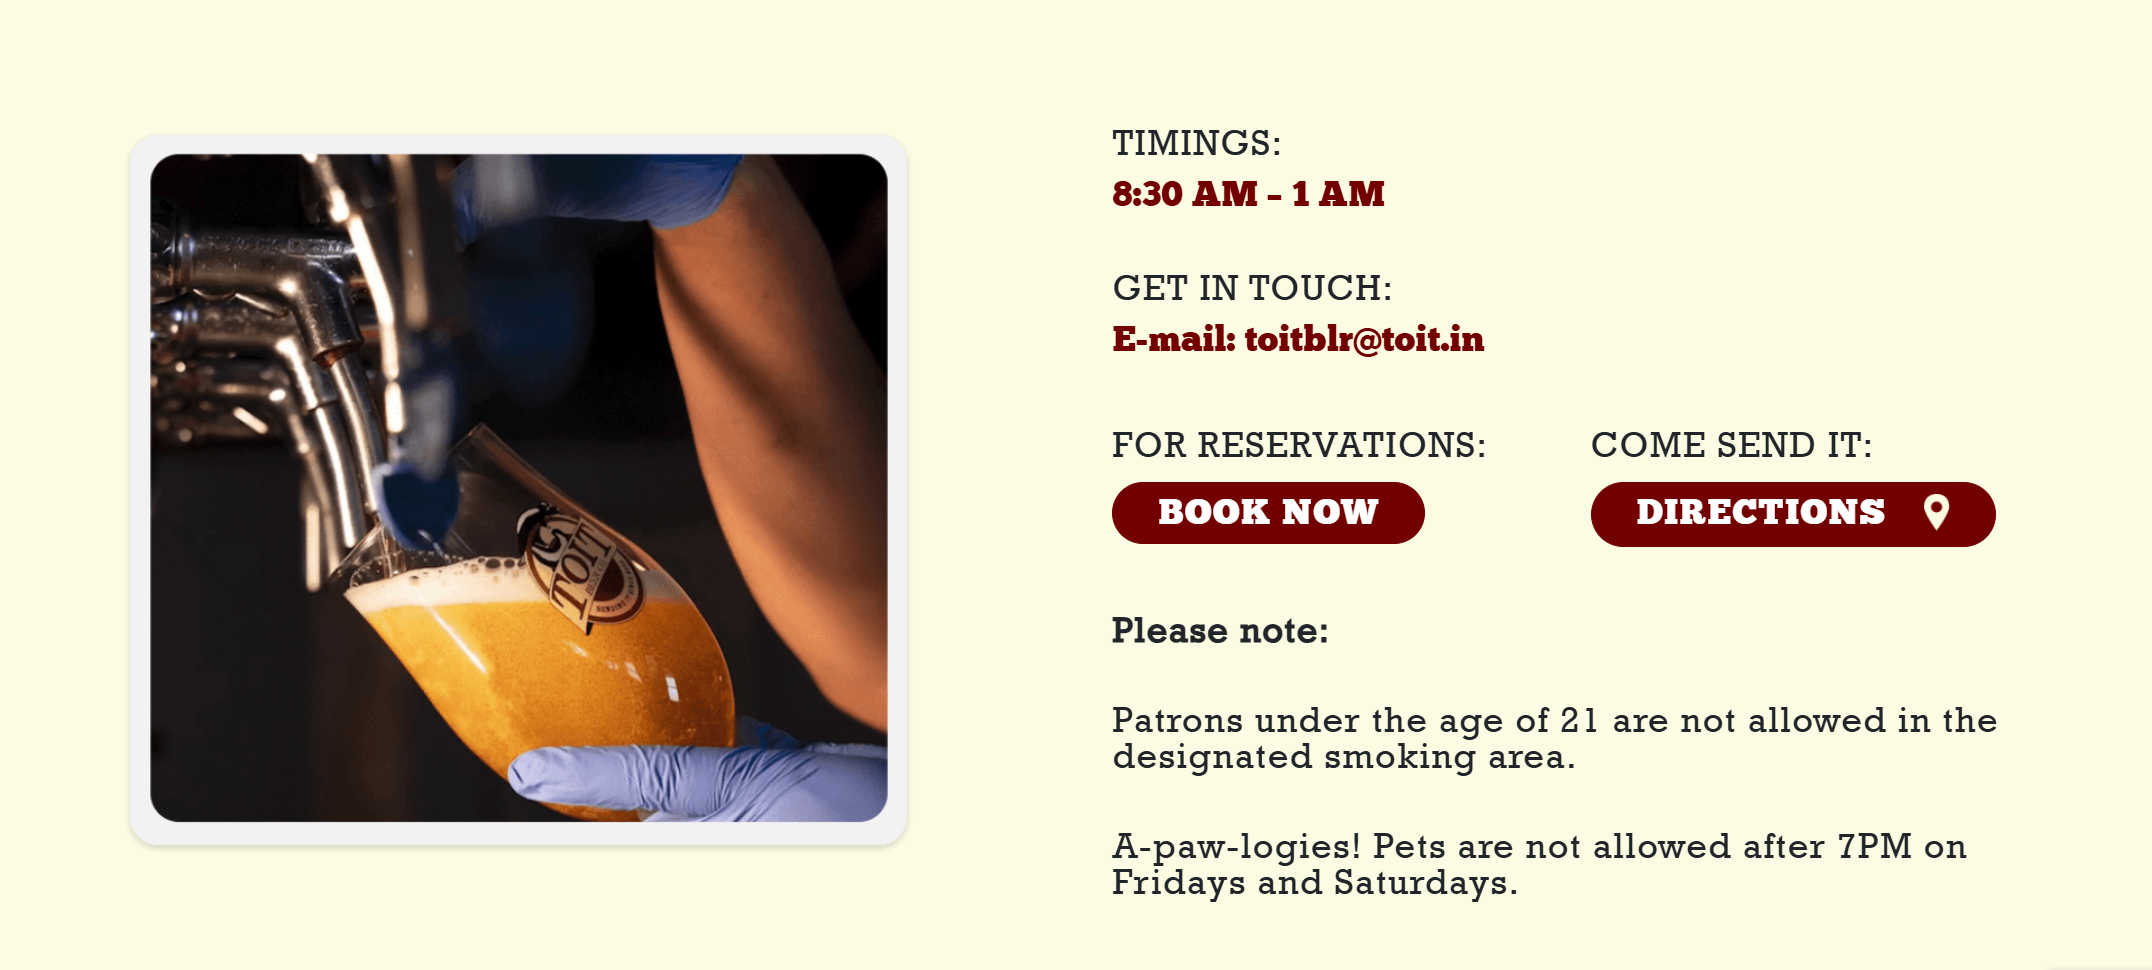 TIMINGS:
8:30 AM – 1 AM
GET IN TOUCH:
E-mail: toitblr@toit.in
FOR RESERVATIONS:
BOOK NOW
COME SEND IT:
DIRECTIONS
Please note:
Patrons under the age of 21 are not allowed in the
designated smoking area.
A-paw-logies! Pets are not allowed after 7PM on
Fridays and Saturdays.
TOIT